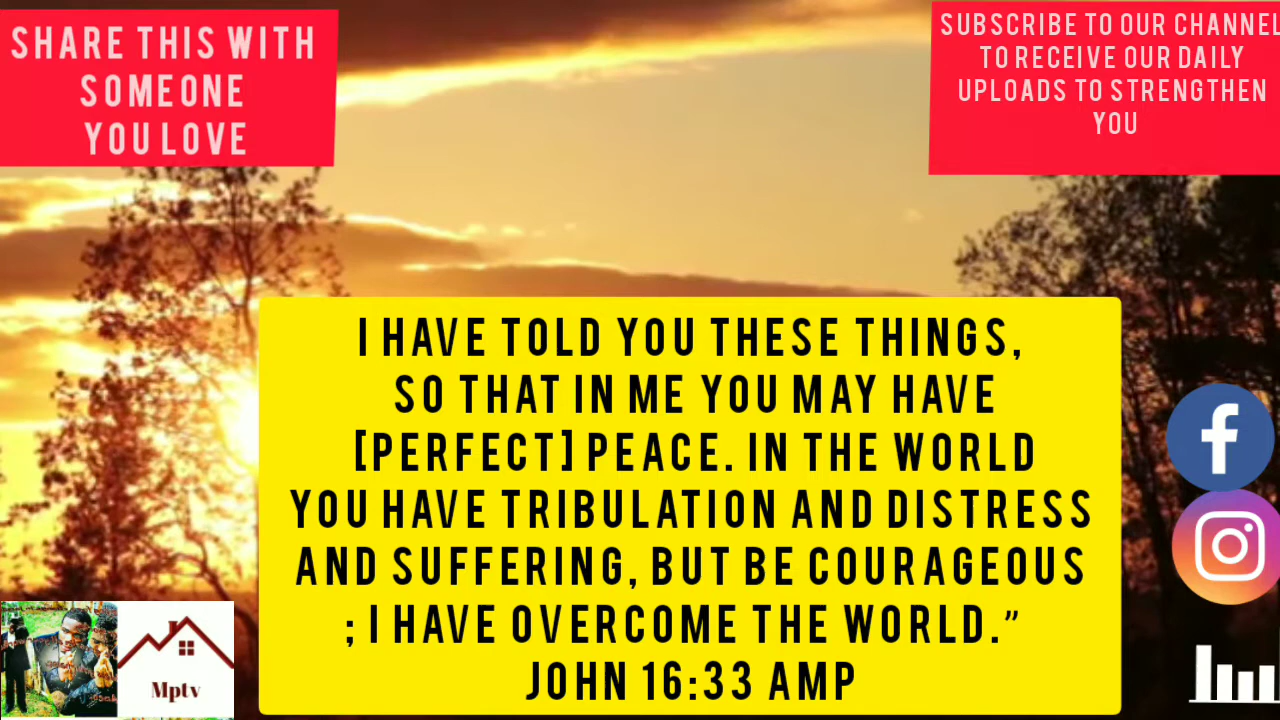 SHARE THIS WITH
SOMEONE
YOU LOVE
SUBSCRIBE TO OUR CHANNEL
TO RECEIVE OUR DAILY
UPLOADS TO STRENGTHEN
YOU
I HAVE TOLD YOU THESE THINGS,
SO THAT IN ME YOU MAY HAVE
[PERFECT] PEACE. IN THE WORLD
YOU HAVE TRIBULATION AND DISTRESS
AND SUFFERING, BUT BE COURAGEOUS
; I HAVE OVERCOME THE WORLD.”
JOHN 16:33 AMP
Mptv